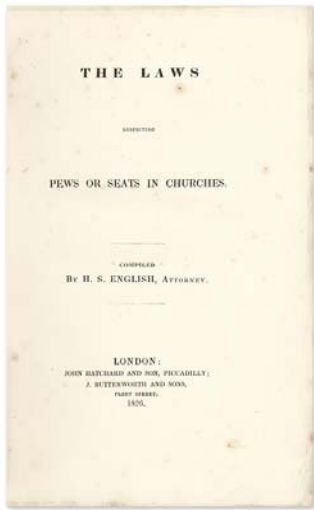 THE LAWS
RESPECTING
PEWS OR SEATS IN CHURCHES.
COMPILED
BY H. S. ENGLISH, ATTORNEY.
LONDON:
JOHN HATCHARD AND SON, PICCADILLY;
J. BUTTERWORTH AND SONS,
FLEET STREET.
1826.